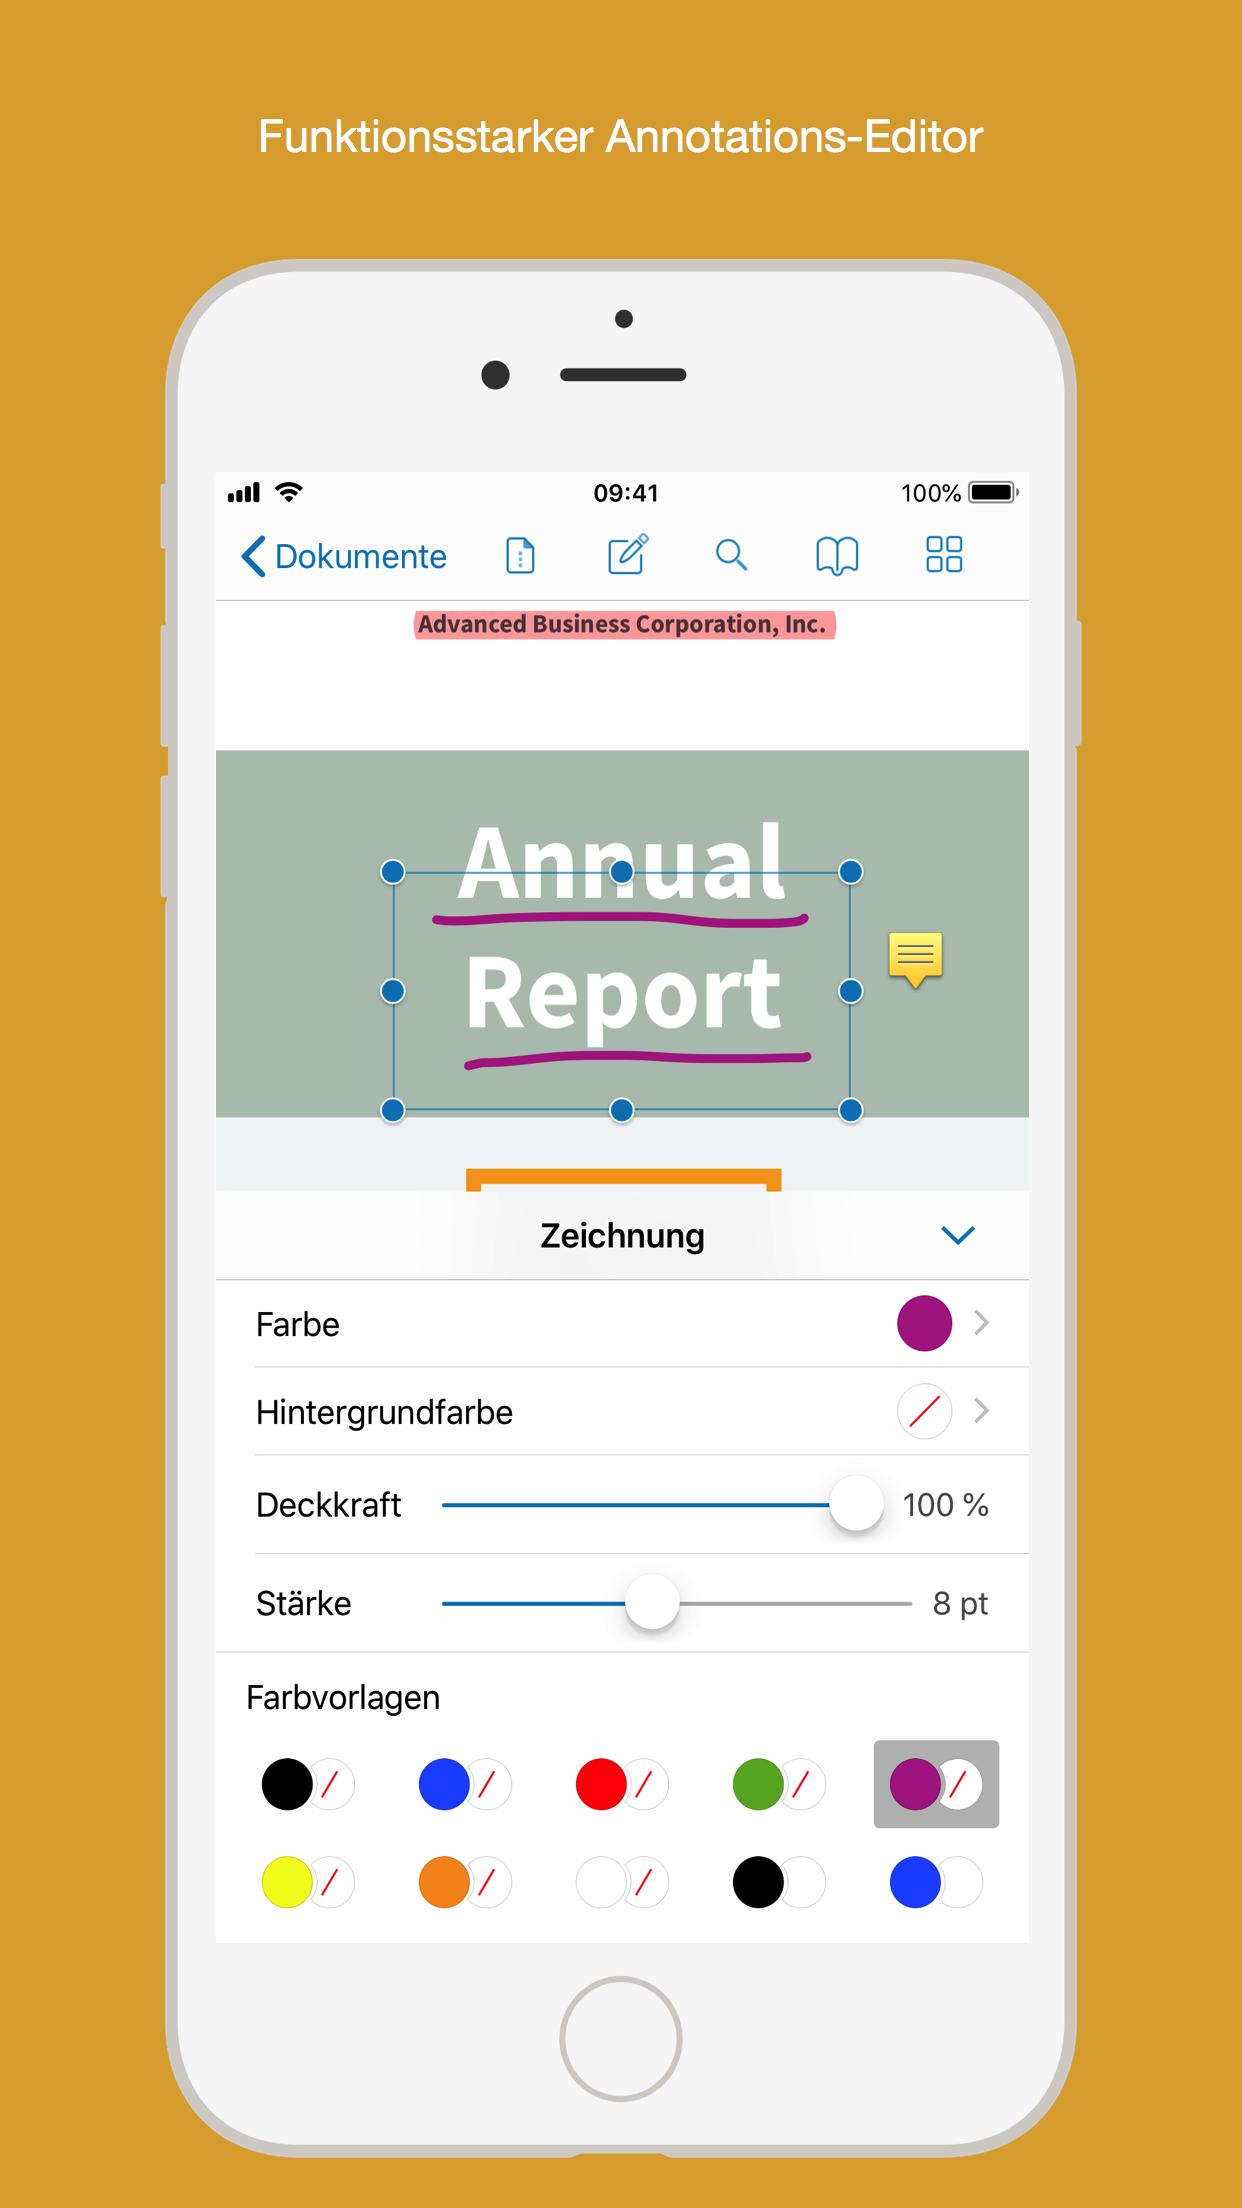 Funktionsstarker Annotations-Editor
09:41
100%
Dokumente
Advanced Business Corporation, Inc.
Annual
Report
Zeichnung
Farbe
Hintergrundfarbe
Deckkraft 100 %
Stärke 8 pt
Farbvorlagen